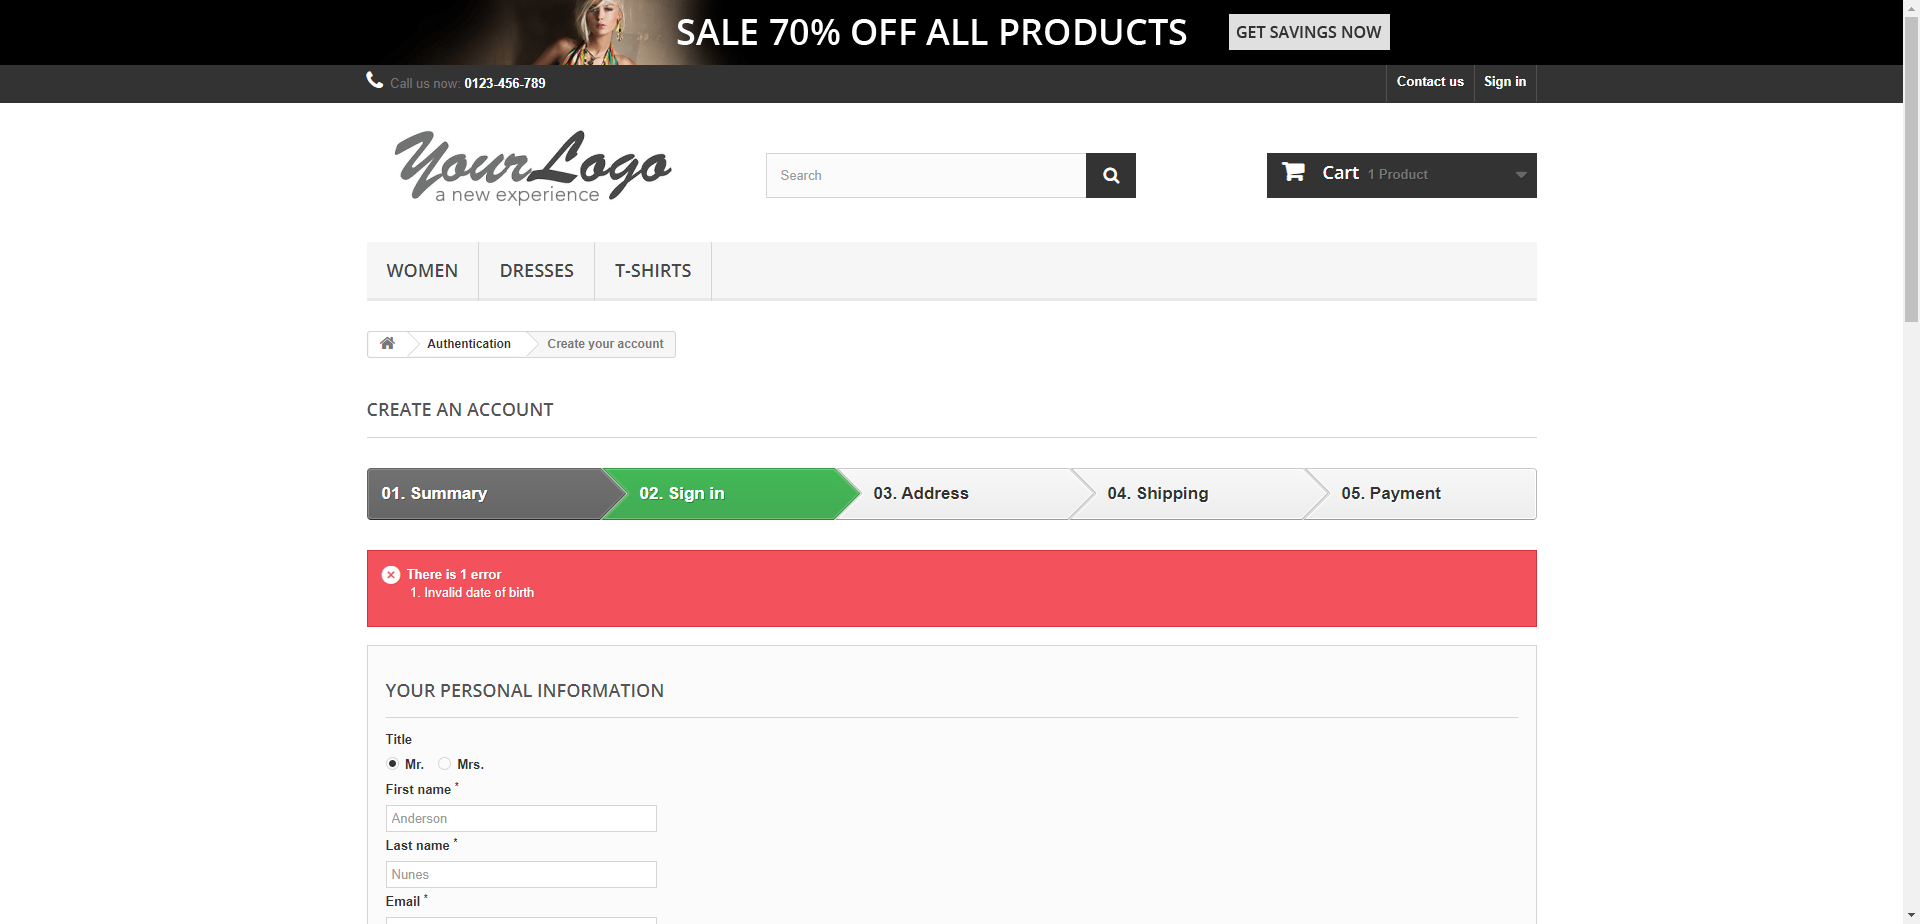 SALE 70% OFF ALL PRODUCTS GET SAVINGS NOW
Call us now: 0123-456-789 Contact us Sign in
YourLogo
a new experience
Search
Cart 1 Product
WOMEN DRESSES T-SHIRTS
Authentication Create your account
CREATE AN ACCOUNT
01. Summary 02. Sign in 03. Address 04. Shipping 05. Payment
There is 1 error
1. Invalid date of birth
YOUR PERSONAL INFORMATION
Title
Mr. Mrs.
First name *
Anderson
Last name *
Nunes
Email *